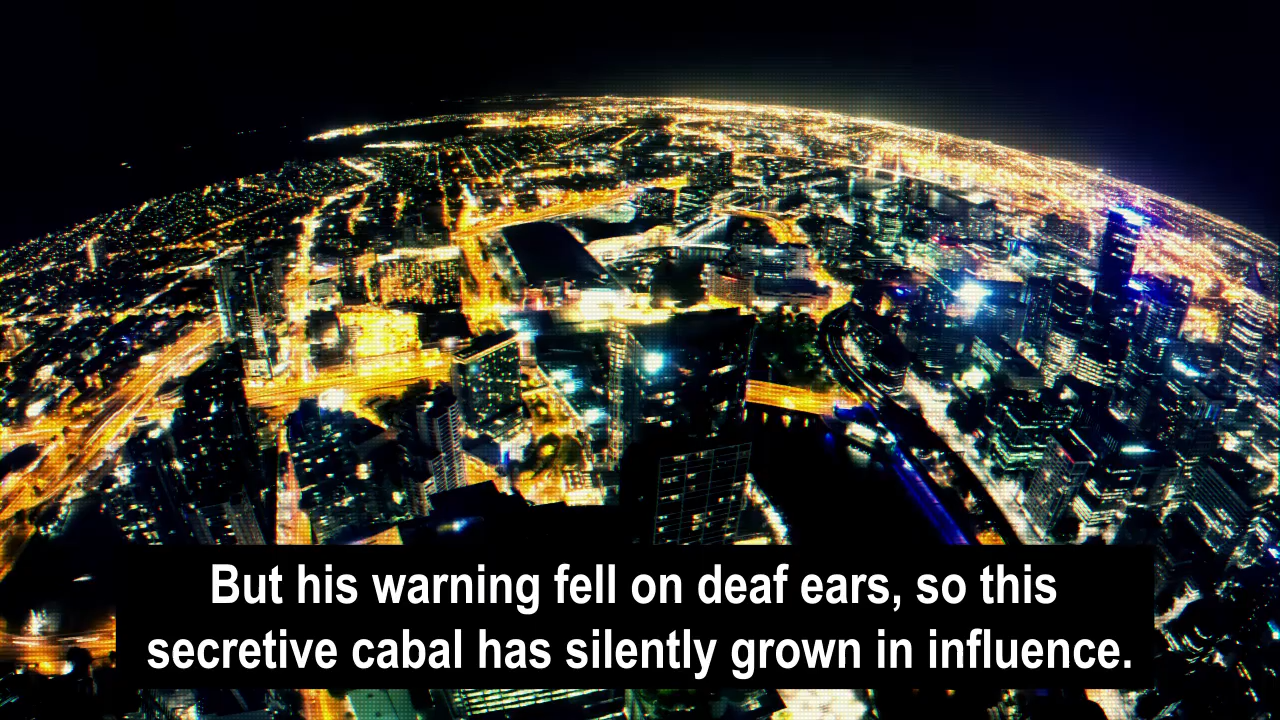 But his warning fell on deaf ears, so this
secretive cabal has silently grown in influence.